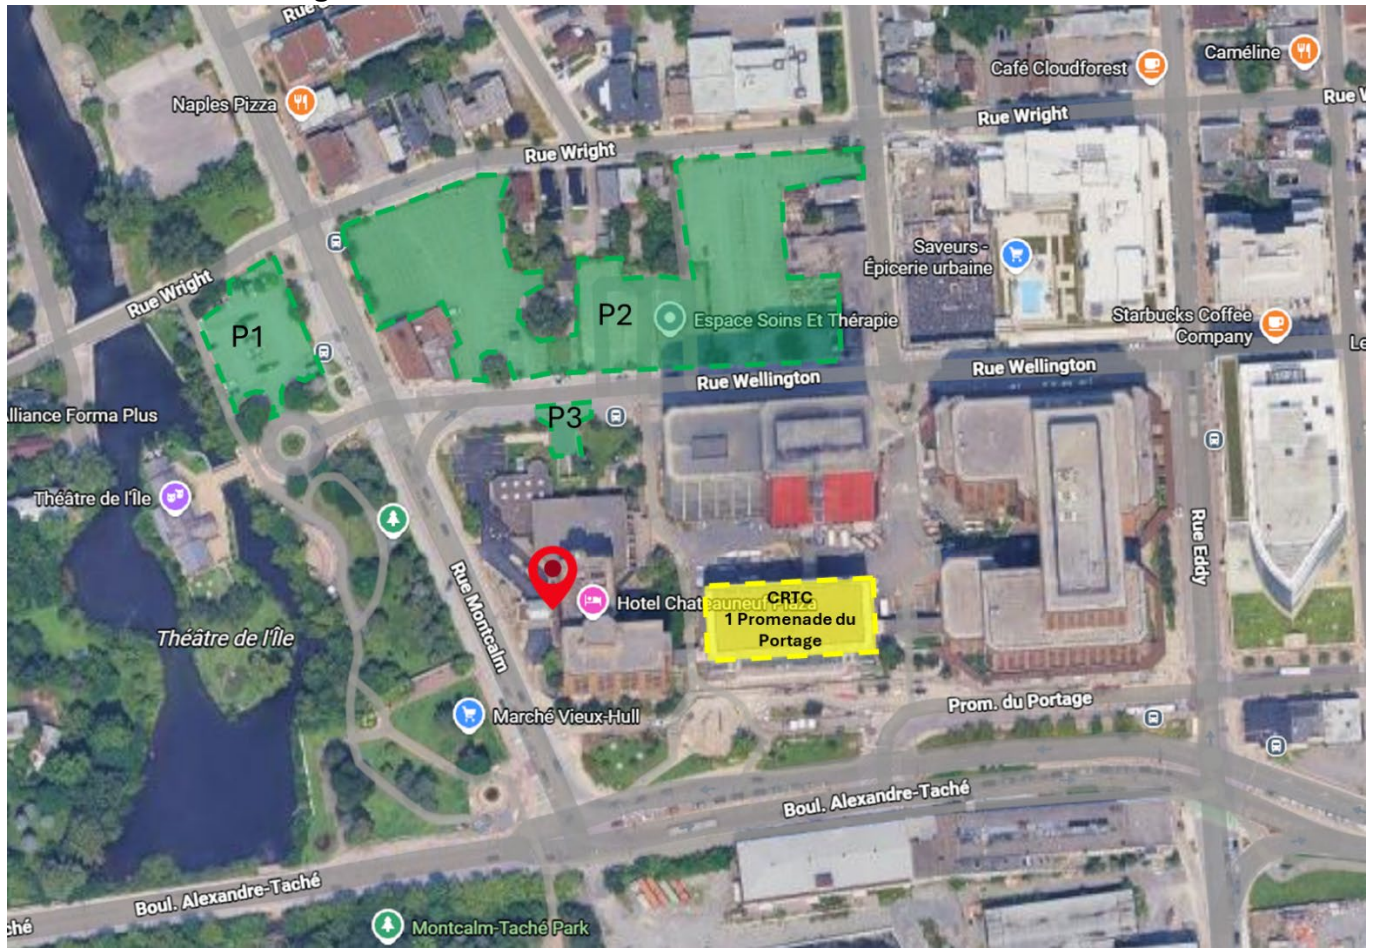 Rue
Naples Pizza
Café Cloudforest
Caméline
Rue Wright
Rue Wright
Rue Wright
Saveurs -
Épicerie urbaine
P1
P2
Espace Soins Et Thérapie
Starbucks Coffee
Company
Rue Wellington
Rue Wellington
P3
Alliance Forma Plus
Théâtre de l'Île
Rue Montcalm
Rue Eddy
Hotel Chateauneuf Plaza
CRTC
1 Promenade du
Portage
Théâtre de l'Île
Marché Vieux-Hull
Prom. du Portage
Boul. Alexandre-Taché
Boul. Alexandre-Taché
Montcalm-Taché Park